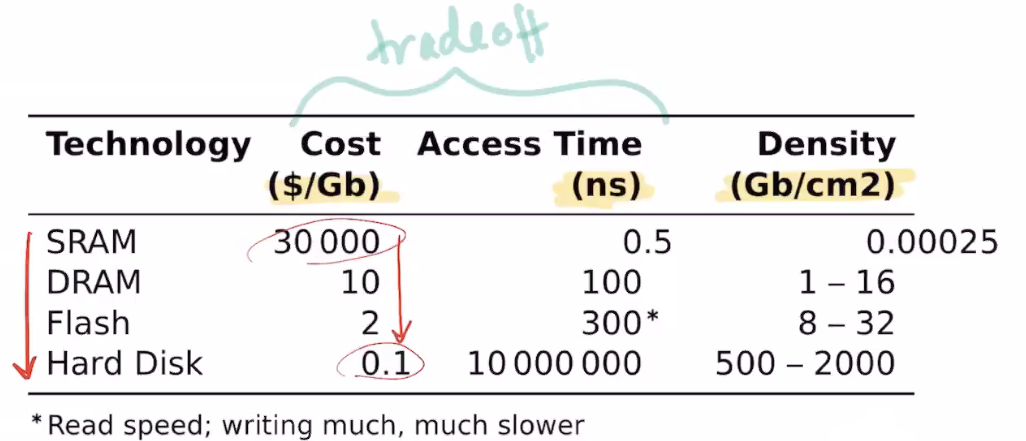 tradeoff
Technology Cost Access Time Density
($/Gb) (ns) (Gb/cm2)
SRAM 30 000 0.5 0.00025
DRAM 10 100 1 – 16
Flash 2 300* 8 – 32
Hard Disk 0.1 10 000 000 500 – 2000
*Read speed; writing much, much slower